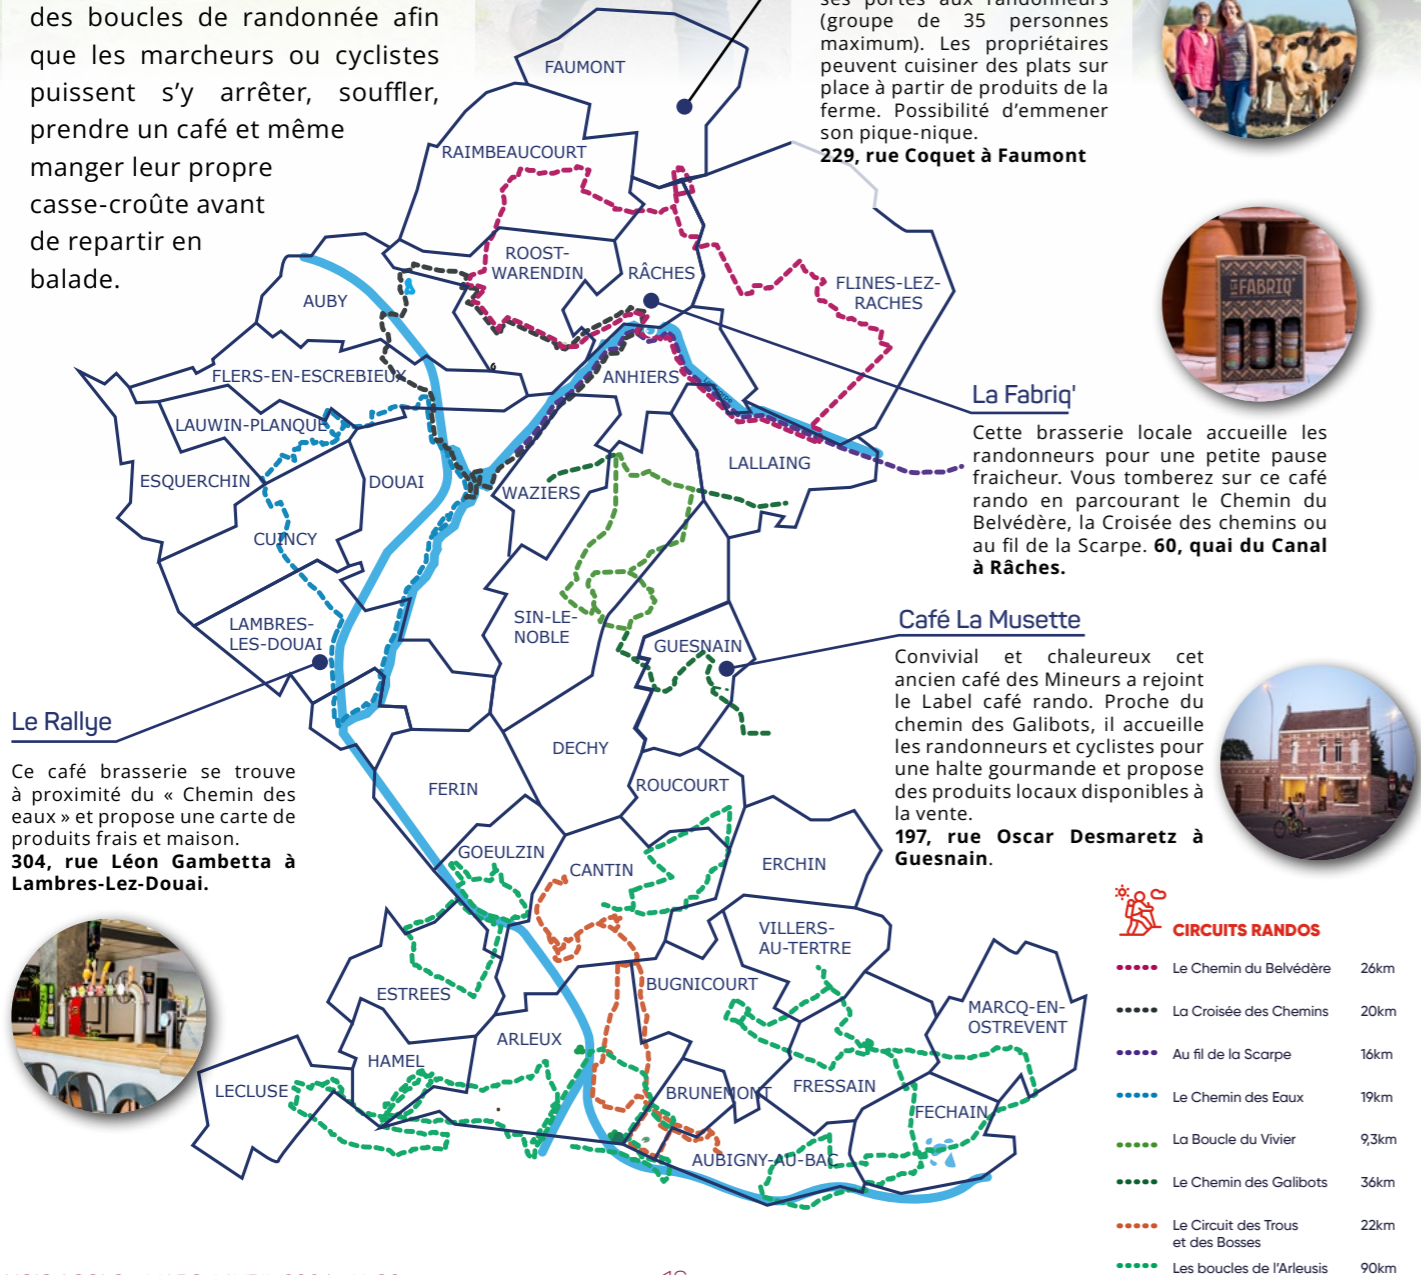 des boucles de randonnée afin
que les marcheurs ou cyclistes
puissent s’y arrêter, souffler,
prendre un café et même
manger leur propre
casse-croûte avant
de repartir en
balade.
ses portes aux randonneurs
(groupe de 35 personnes
maximum). Les propriétaires
peuvent cuisiner des plats sur
place à partir de produits de la
ferme. Possibilité d’emmener
son pique-nique.
229, rue Coquet à Faumont
FABRIQ'
La Fabriq'
Cette brasserie locale accueille les
randonneurs pour une petite pause
fraicheur. Vous tomberez sur ce café
rando en parcourant le Chemin du
Belvédère, la Croisée des chemins ou
au fil de la Scarpe. 60, quai du Canal
à Râches.
Café La Musette
Convivial et chaleureux cet
ancien café des Mineurs a rejoint
le Label café rando. Proche du
chemin des Galibots, il accueille
les randonneurs et cyclistes pour
une halte gourmande et propose
des produits locaux disponibles à
la vente.
197, rue Oscar Desmaretz à
Guesnain.
Le Rallye
Ce café brasserie se trouve
à proximité du « Chemin des
eaux » et propose une carte de
produits frais et maison.
304, rue Léon Gambetta à
Lambres-Lez-Douai.
FAUMONT
RAIMBEAUCOURT
ROOST-
WARENDIN
RÂCHES
FLINES-LEZ-
RACHES
AUBY
FLERS-EN-ESCREBIEUX
ANHIERS
LAUWIN-PLANQUE
LALLAING
ESQUERCHIN
DOUAI
WAZIERS
CUINCY
LAMBRES-
LES-DOUAI
SIN-LE-
NOBLE
GUESNAIN
DECHY
FERIN
ROUCOURT
GOEULZIN
CANTIN
ERCHIN
VILLERS-
AU-TERTRE
ESTREES
BUGNICOURT
MARCQ-EN-
OSTREVENT
ARLEUX
HAMEL
LECLUSE
BRUNEMONT
FRESSAIN
FECHAIN
AUBIGNY-AU-BAC
CIRCUITS RANDOS
Le Chemin du Belvédère 26km
La Croisée des Chemins 20km
Au fil de la Scarpe 16km
Le Chemin des Eaux 19km
La Boucle du Vivier 9,3km
Le Chemin des Galibots 36km
Le Circuit des Trous 22km
et des Bosses
Les boucles de l’Arleusis 90km